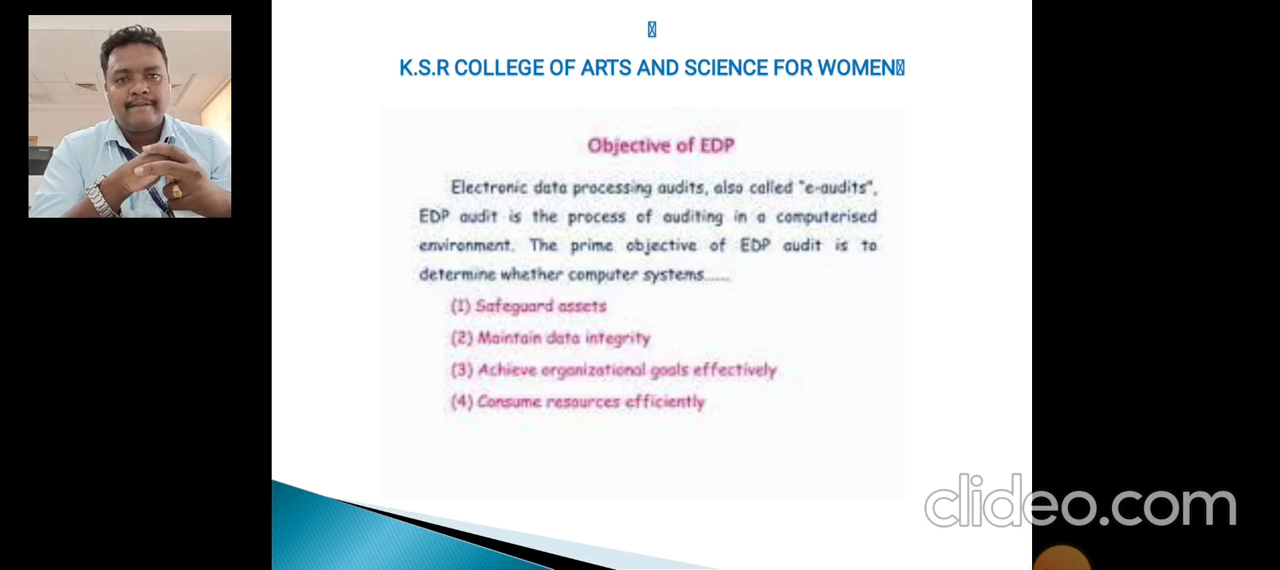 K.S.R COLLEGE OF ARTS AND SCIENCE FOR WOMEN
Objective of EDP
Electronic data processing audits, also called "e-audits",
EDP audit is the process of auditing in a computerised
environment. The prime objective of EDP audit is to
determine whether computer systems......
(1) Safeguard assets
(2) Maintain data integrity
(3) Achieve organizational goals effectively
(4) Consume resources efficiently
clideo.com